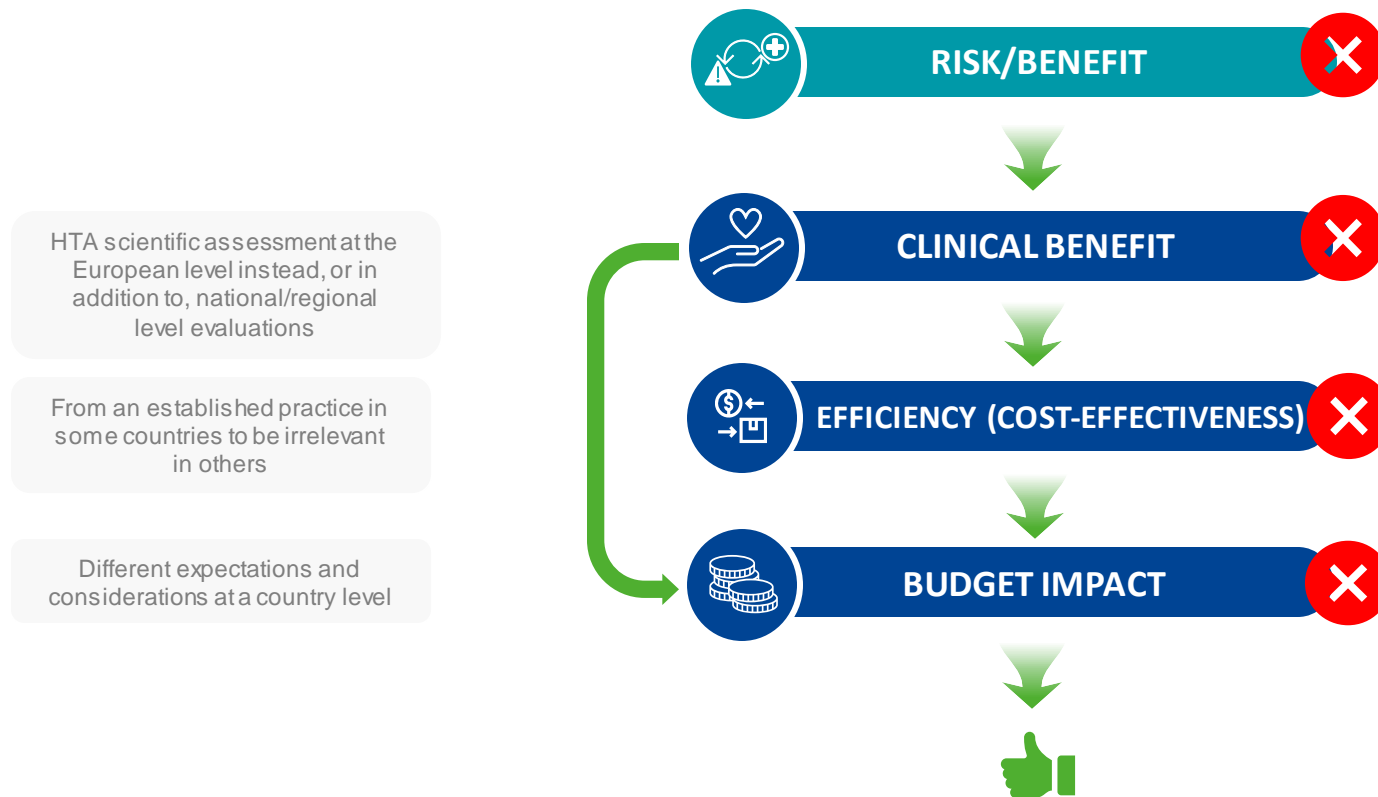 RISK/BENEFIT
HTA scientific assessment at the
European level instead, or in
addition to, national/regional
level evaluations
CLINICAL BENEFIT
From an established practice in
some countries to be irrelevant
in others
$
EFFICIENCY (COST-EFFECTIVENESS)
Different expectations and
considerations at a country level
BUDGET IMPACT